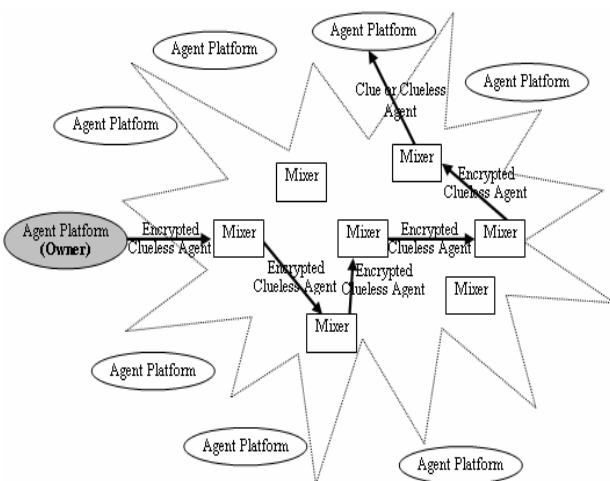 Agent Platform
Agent Platform
Agent Platform
Clue or Clueless
Agent
Agent Platform
Mixer
Mixer
Encrypted
Clueless Agent
Agent Platform
(Owner)
Encrypted
Clueless Agent
Mixer
Mixer
Encrypted
Clueless Agent
Mixer
Encrypted
Clueless Agent
Encrypted
Clueless Agent
Mixer
Mixer
Agent Platform
Agent Platform
Agent Platform